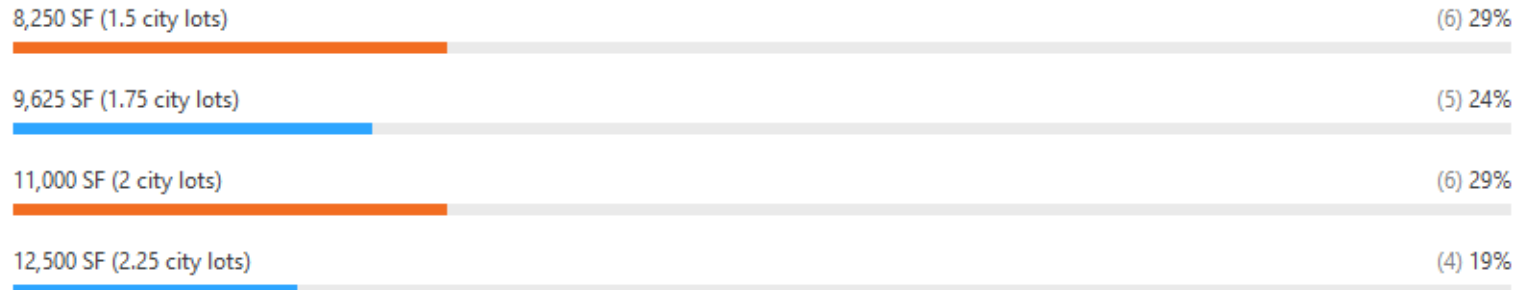 8,250 SF (1.5 city lots) (6) 29%
9,625 SF (1.75 city lots) (5) 24%
11,000 SF (2 city lots) (6) 29%
12,500 SF (2.25 city lots) (4) 19%